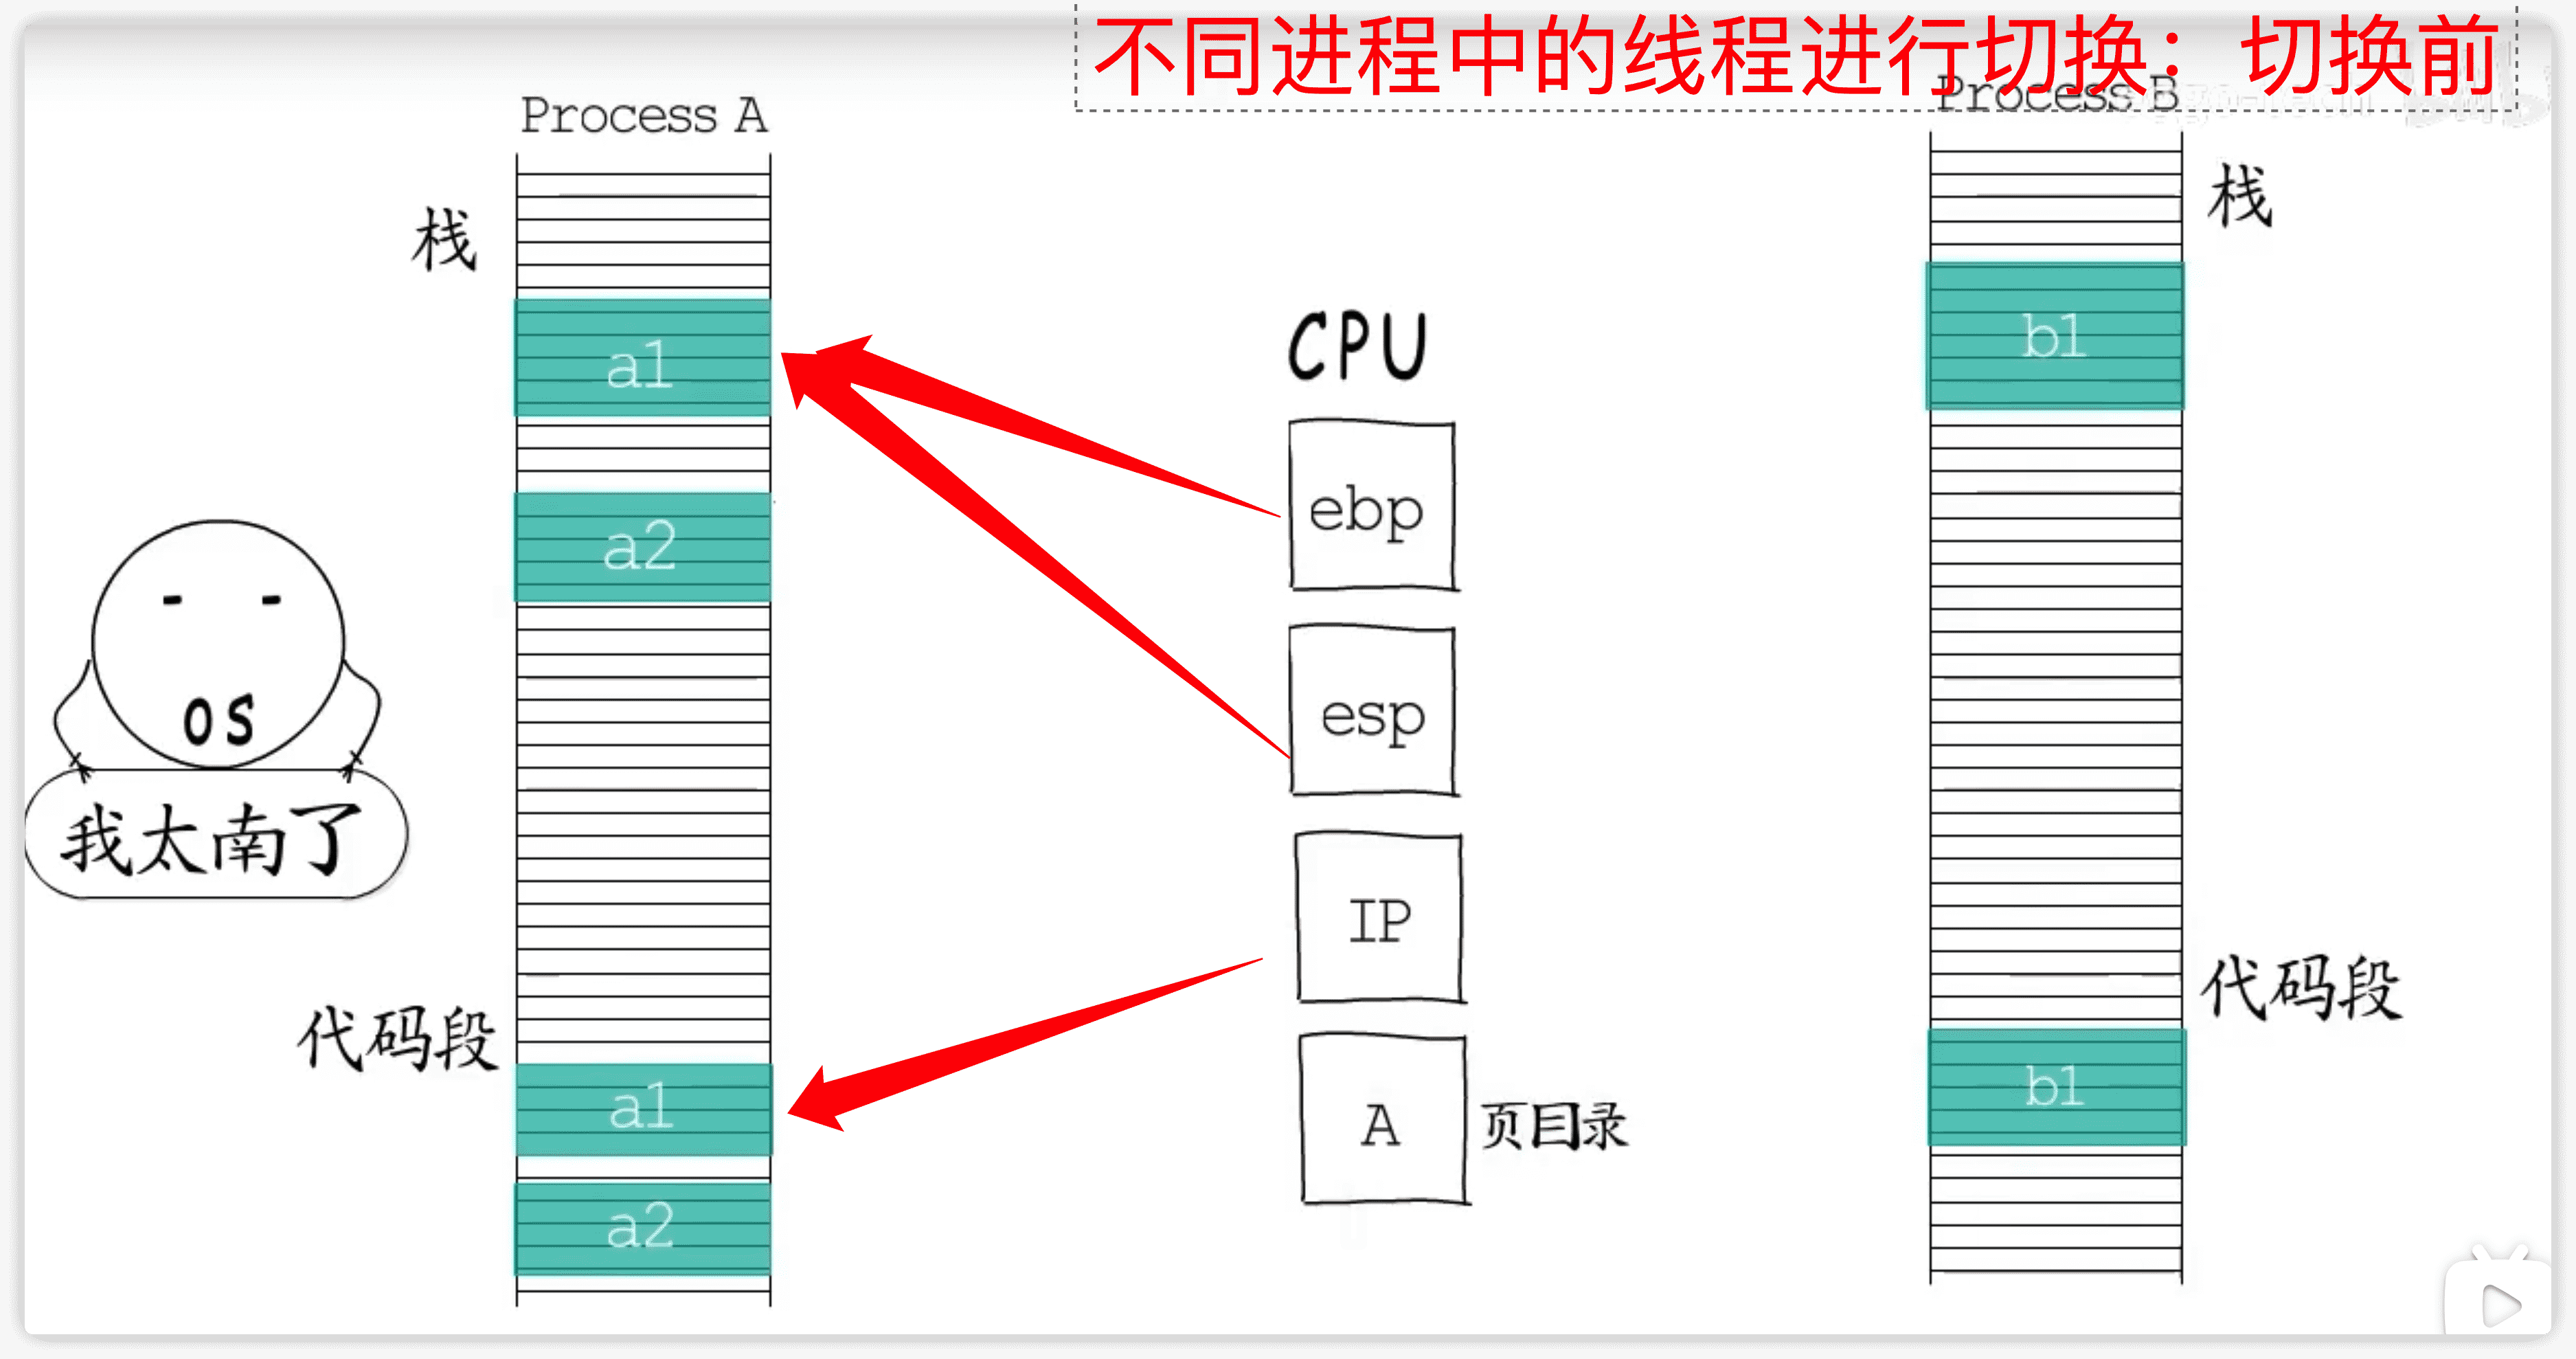 不同进程中的线程进行切换：切换前
Process A
Process B
栈
栈
a1
b1
CPU
ebp
a2
esp
OS
我太南了
IP
代码段
代码段
a1
b1
A
页目录
a2